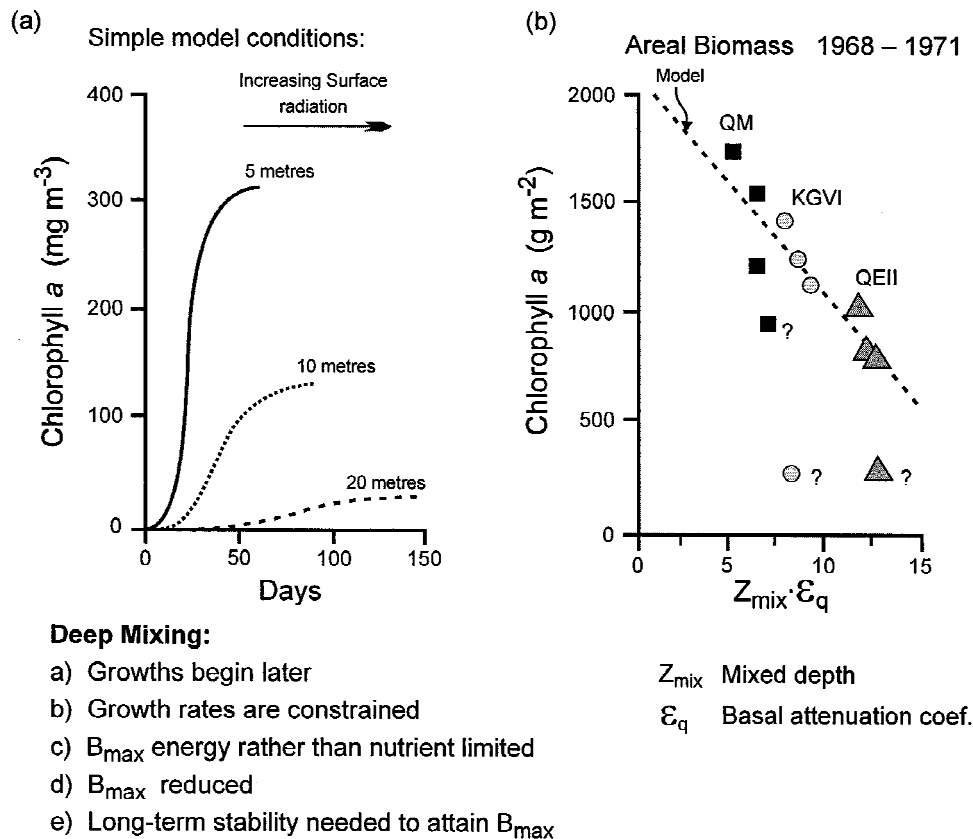 (a)
Simple model conditions:
Increasing Surface
radiation
400
300
200
100
0
Chlorophyll a (mg m⁻³)
5 metres
10 metres
20 metres
0
50
100
150
Days
(b)
Areal Biomass 1968 – 1971
Model
2000
1500
1000
500
0
Chlorophyll a (g m⁻²)
QM
KGVI
QEII
?
?
?
0
5
10
15
Zmix·εq
Deep Mixing:
a) Growths begin later
b) Growth rates are constrained
c) Bmax energy rather than nutrient limited
d) Bmax reduced
e) Long-term stability needed to attain Bmax
Zmix Mixed depth
εq Basal attenuation coef.